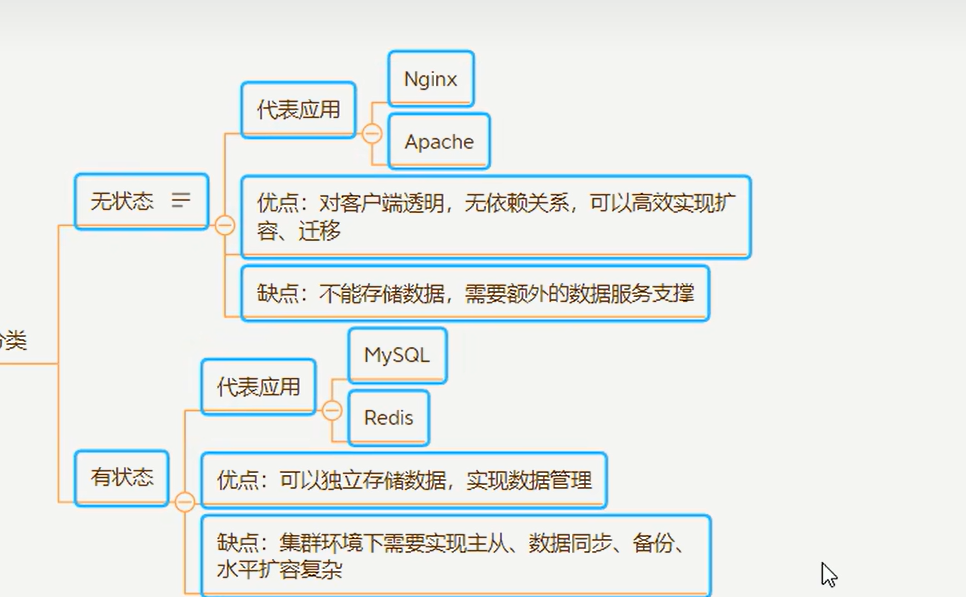 Nginx
代表应用
Apache
无状态
优点：对客户端透明，无依赖关系，可以高效实现扩
容、迁移
缺点：不能存储数据，需要额外的数据服务支撑
分类
MySQL
代表应用
Redis
有状态
优点：可以独立存储数据，实现数据管理
缺点：集群环境下需要实现主从、数据同步、备份、
水平扩容复杂